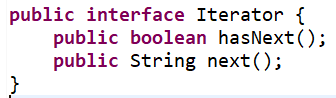 public interface Iterator {
    public boolean hasNext();
    public String next();
}